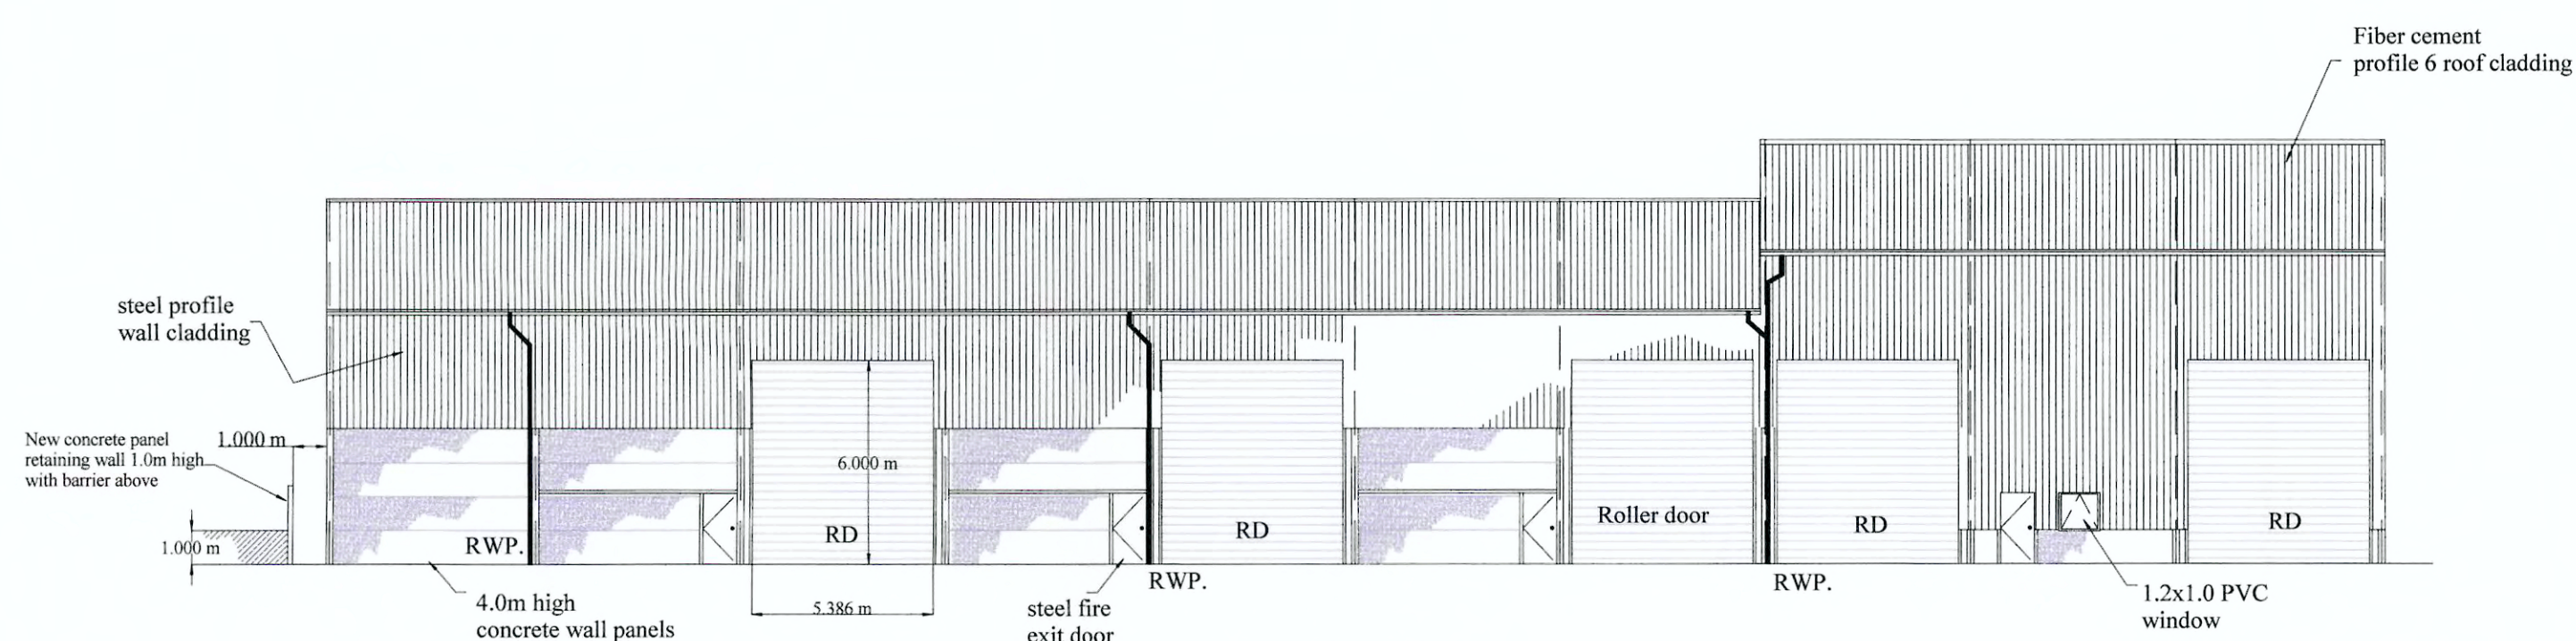 Fiber cement
profile 6 roof cladding
steel profile
wall cladding
New concrete panel
retaining wall 1.0m high
with barrier above
1.000 m
1.000 m
6.000 m
RWP.
RD
RD
Roller door
RD
RD
4.0m high
concrete wall panels
5.386 m
steel fire
exit door
RWP.
RWP.
1.2x1.0 PVC
window